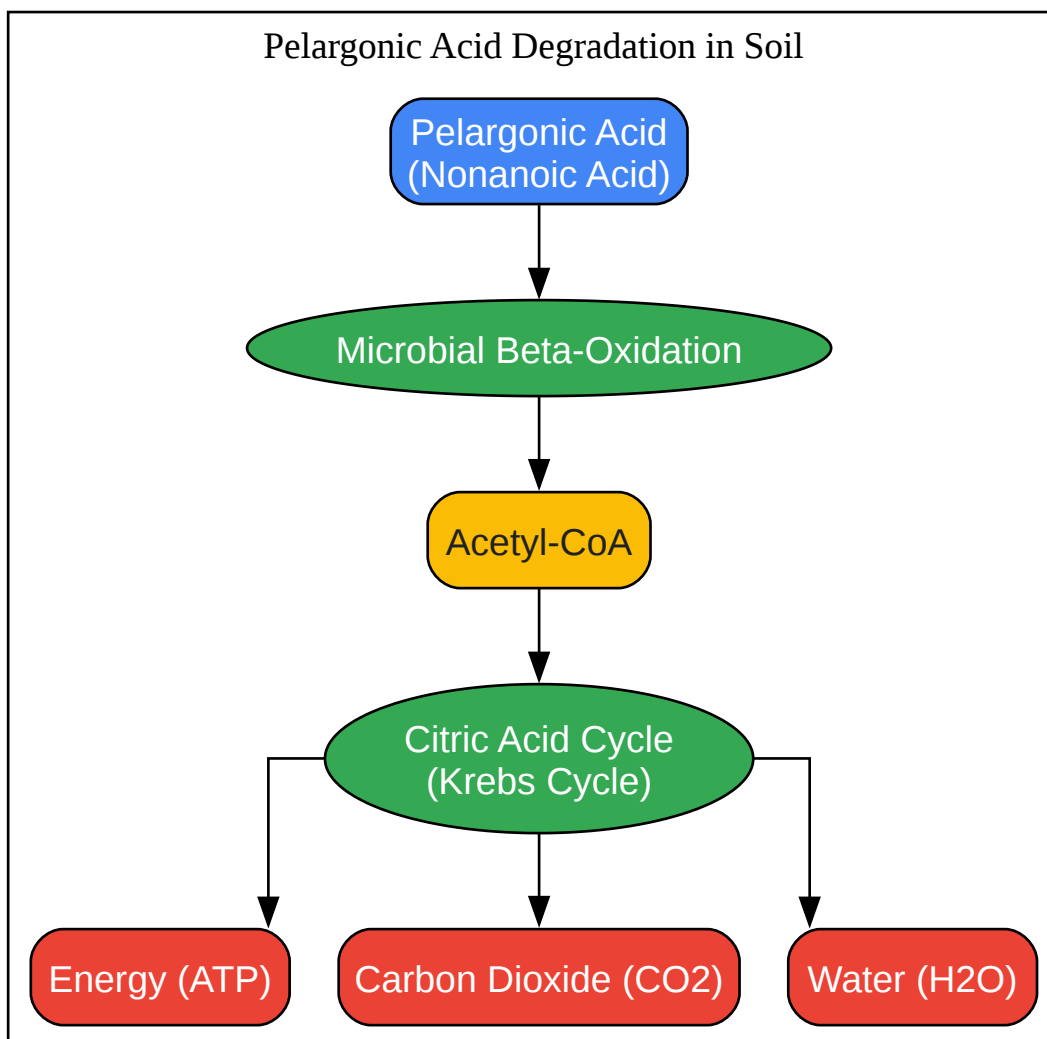 Pelargonic Acid Degradation in Soil
Pelargonic Acid
(Nonanoic Acid)
Microbial Beta-Oxidation
Acetyl-CoA
Citric Acid Cycle
(Krebs Cycle)
Energy (ATP)
Carbon Dioxide (CO2)
Water (H2O)